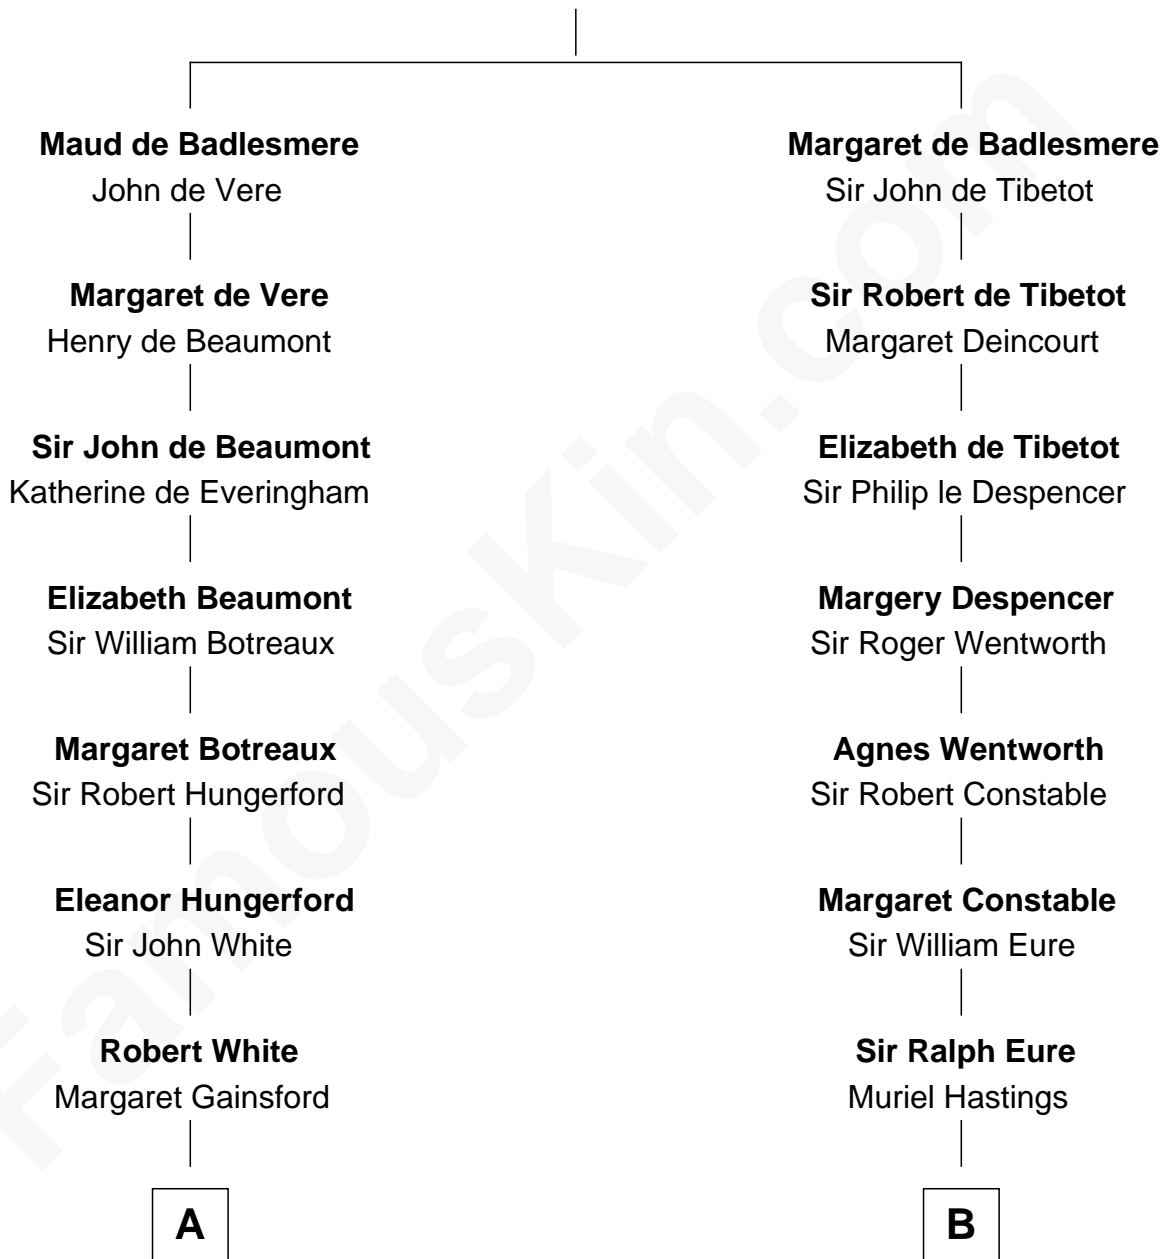 Maud de Badlesmere
John de Vere
Margaret de Vere
Henry de Beaumont
Sir John de Beaumont
Katherine de Everingham
Elizabeth Beaumont
Sir William Botreaux
Margaret Botreaux
Sir Robert Hungerford
Eleanor Hungerford
Sir John White
Robert White
Margaret Gainsford
A
Margaret de Badlesmere
Sir John de Tibetot
Sir Robert de Tibetot
Margaret Deincourt
Elizabeth de Tibetot
Sir Philip le Despencer
Margery Despencer
Sir Roger Wentworth
Agnes Wentworth
Sir Robert Constable
Margaret Constable
Sir William Eure
Sir Ralph Eure
Muriel Hastings
B
FamousKin.com